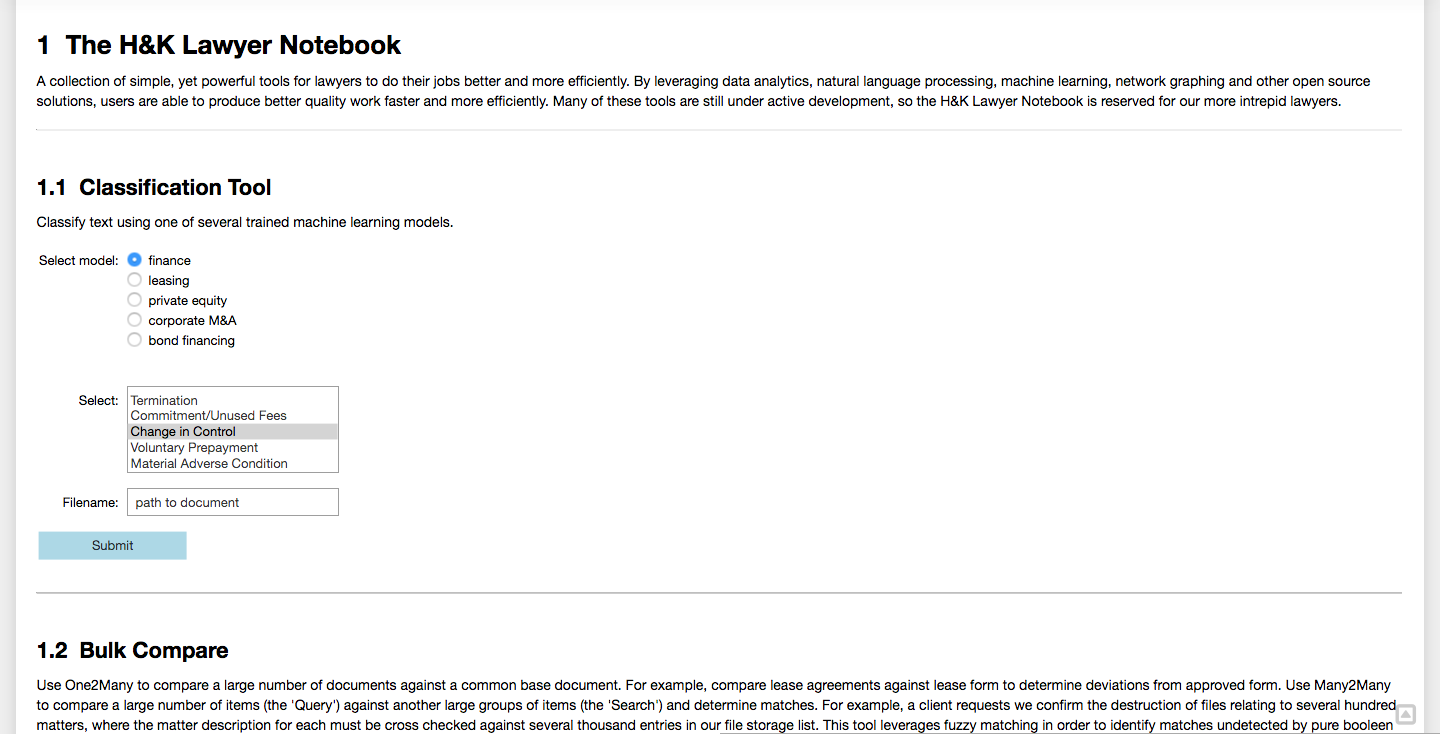 1 The H&K Lawyer Notebook
A collection of simple, yet powerful tools for lawyers to do their jobs better and more efficiently. By leveraging data analytics, natural language processing, machine learning, network graphing and other open source
solutions, users are able to produce better quality work faster and more efficiently. Many of these tools are still under active development, so the H&K Lawyer Notebook is reserved for our more intrepid lawyers.
1.1 Classification Tool
Classify text using one of several trained machine learning models.
Select model: finance
leasing
private equity
corporate M&A
bond financing
Select: Termination
Commitment/Unused Fees
Change in Control
Voluntary Prepayment
Material Adverse Condition
Filename: path to document
Submit
1.2 Bulk Compare
Use One2Many to compare a large number of documents against a common base document. For example, compare lease agreements against lease form to determine deviations from approved form. Use Many2Many
to compare a large number of items (the 'Query') against another large groups of items (the 'Search') and determine matches. For example, a client requests we confirm the destruction of files relating to several hundred
matters, where the matter description for each must be cross checked against several thousand entries in our file storage list. This tool leverages fuzzy matching in order to identify matches undetected by pure booleen